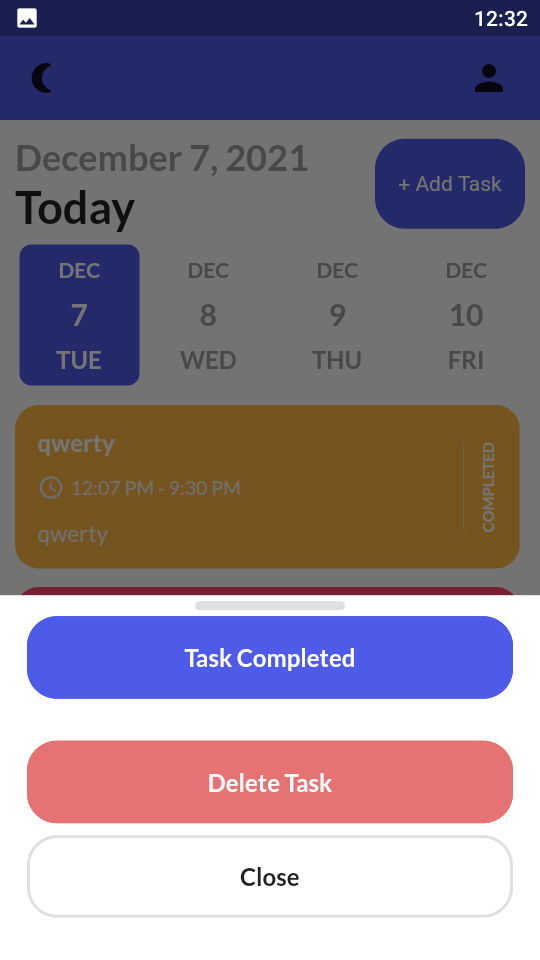 12:32
December 7, 2021
Today
+ Add Task
DEC
7
TUE
DEC
8
WED
DEC
9
THU
DEC
10
FRI
qwerty
12:07 PM - 9:30 PM
qwerty
COMPLETED
Task Completed
Delete Task
Close